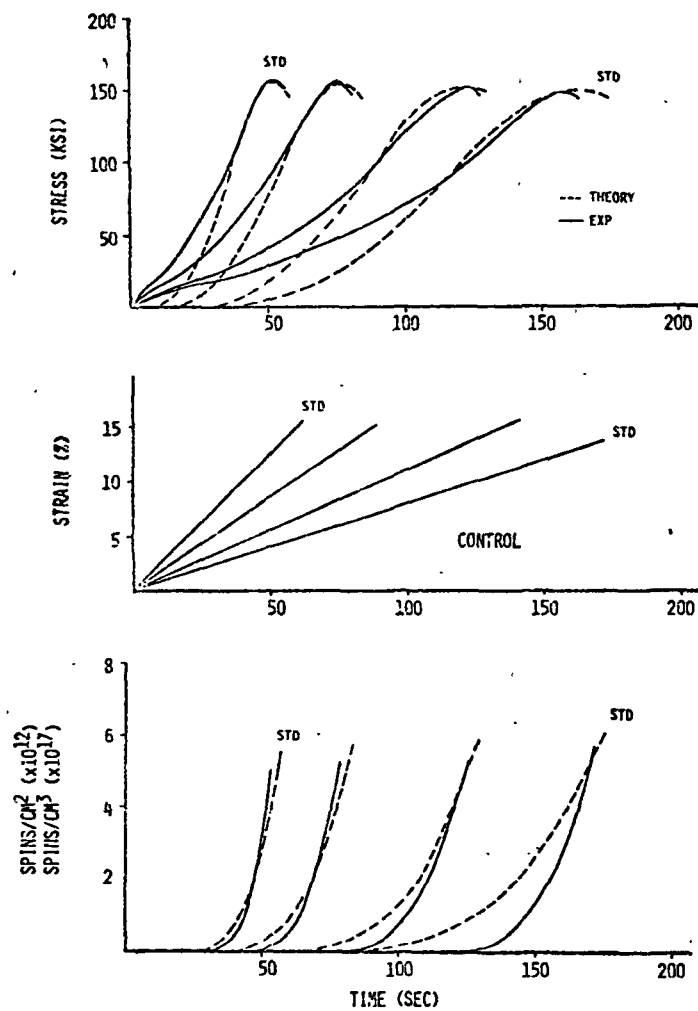 200
150
100
50
STRESS (KSI)
STD
STD
--- THEORY
— EXP
50
100
150
200
15
10
5
STRAIN (%)
STD
STD
CONTROL
50
100
150
200
8
6
4
2
SPINS/CM² (x10¹²)
SPINS/CM³ (x10¹⁷)
STD
STD
50
100
150
200
TIME (SEC)